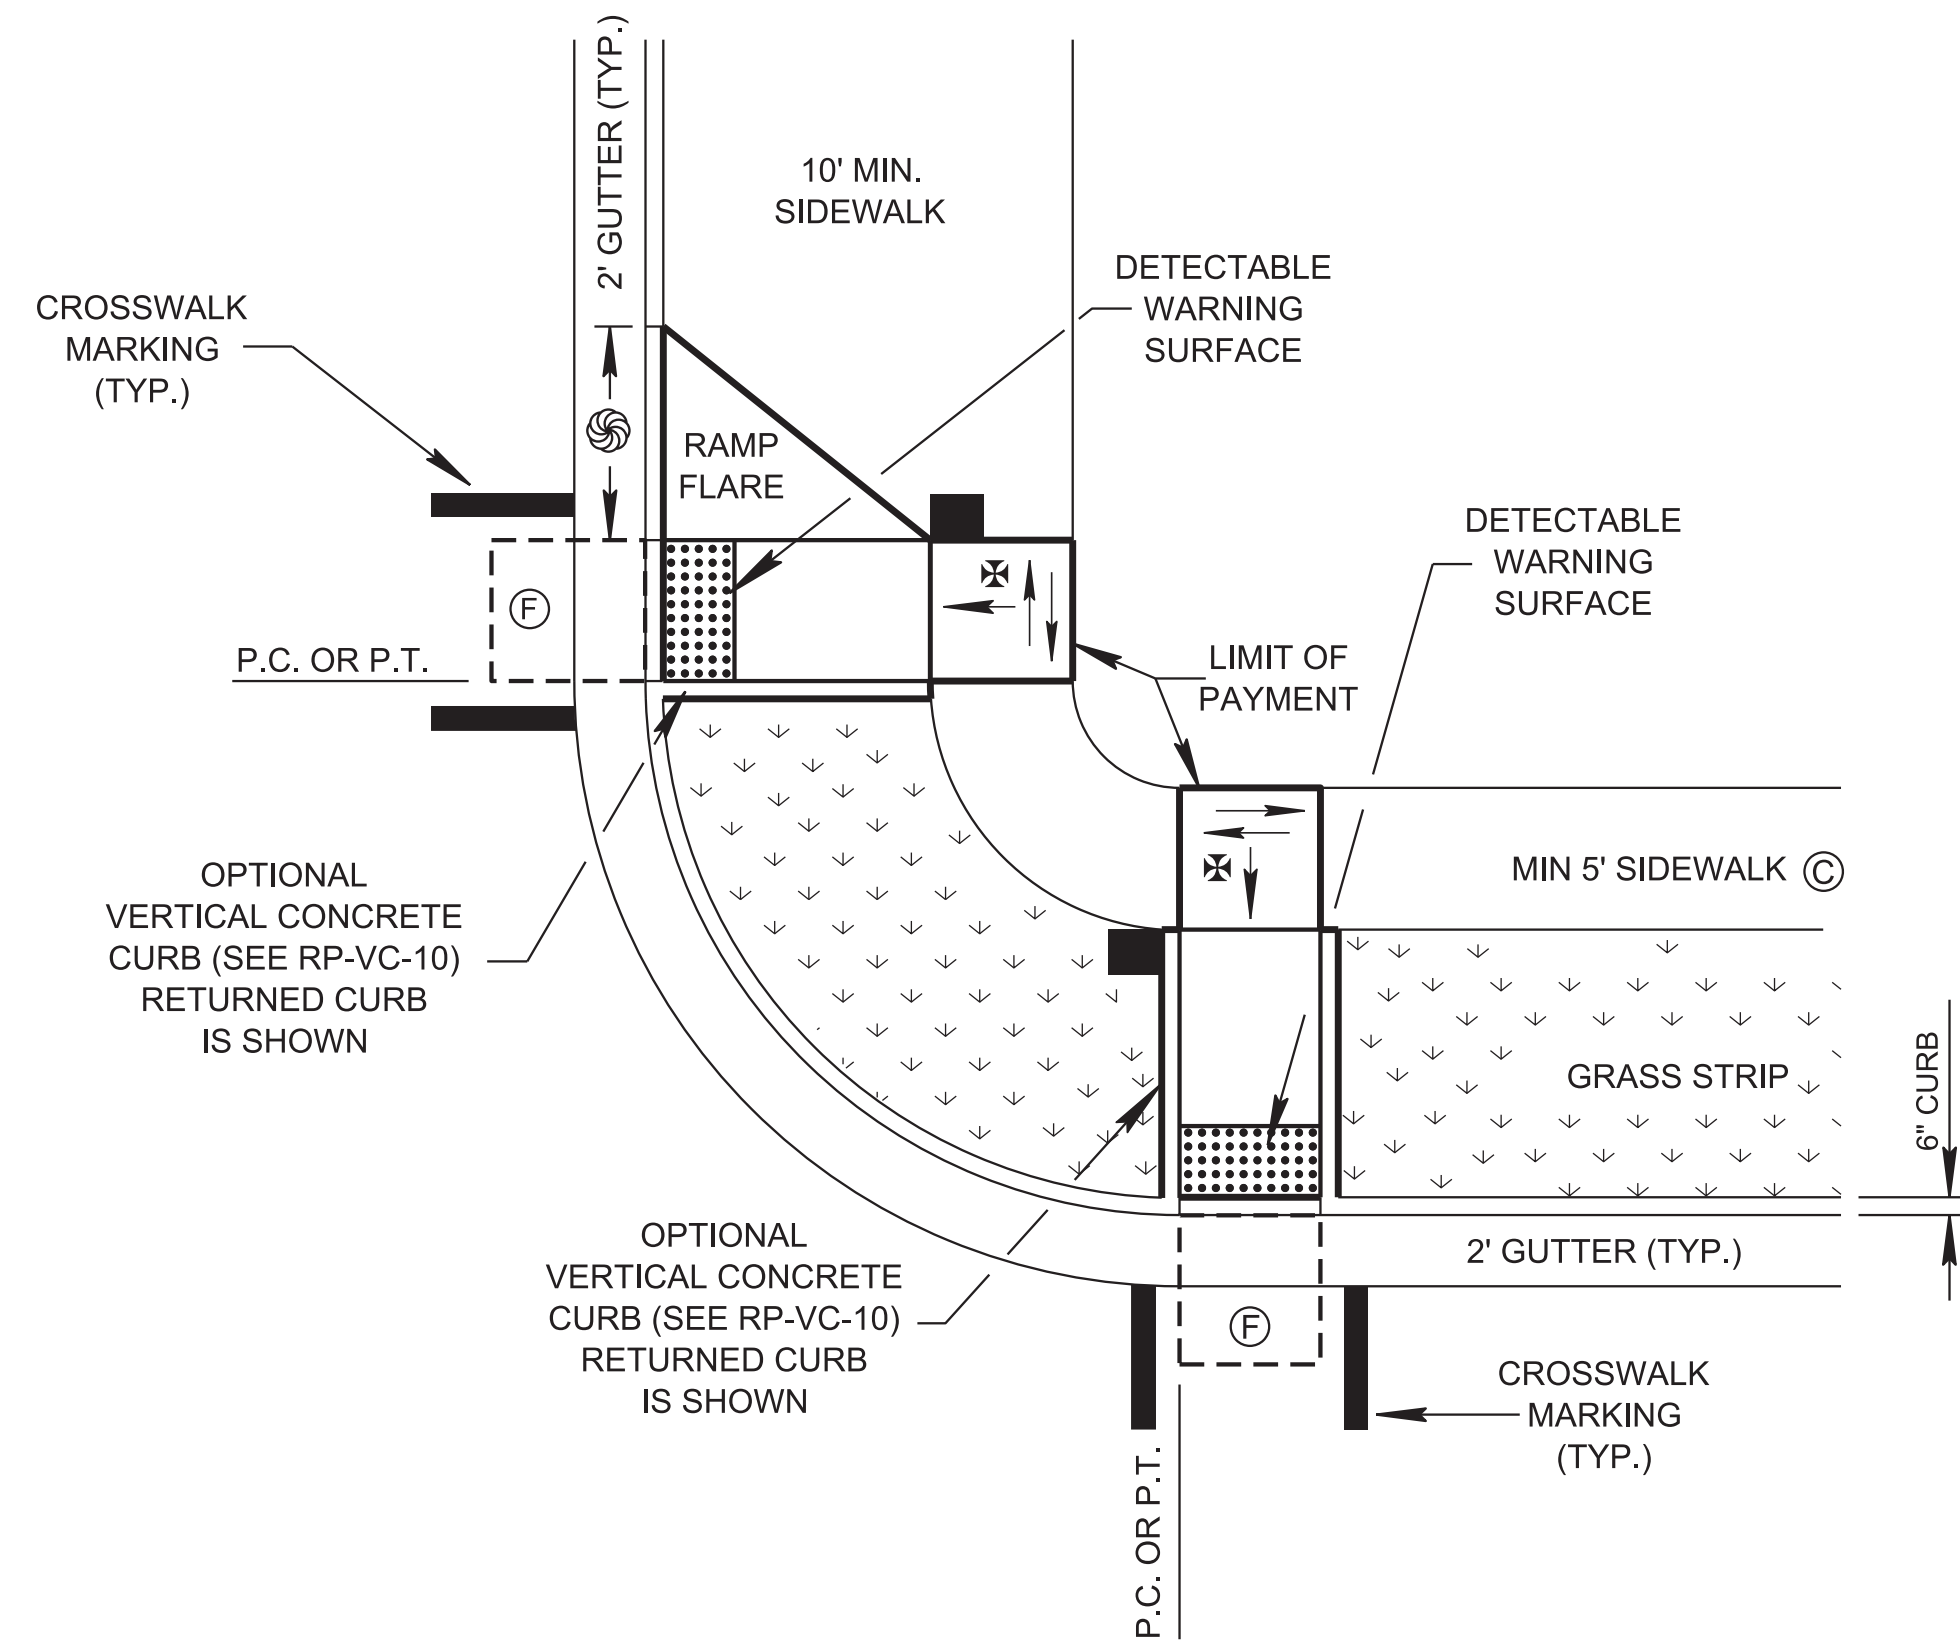 2' GUTTER (TYP.)
10' MIN.
SIDEWALK
DETECTABLE
WARNING
SURFACE
CROSSWALK
MARKING
(TYP.)
RAMP
FLARE
DETECTABLE
WARNING
SURFACE
F
P.C. OR P.T.
LIMIT OF
PAYMENT
MIN 5' SIDEWALK C
OPTIONAL
VERTICAL CONCRETE
CURB (SEE RP-VC-10)
RETURNED CURB
IS SHOWN
GRASS STRIP
6" CURB
OPTIONAL
VERTICAL CONCRETE
CURB (SEE RP-VC-10)
RETURNED CURB
IS SHOWN
2' GUTTER (TYP.)
F
CROSSWALK
MARKING
(TYP.)
P.C. OR P.T.